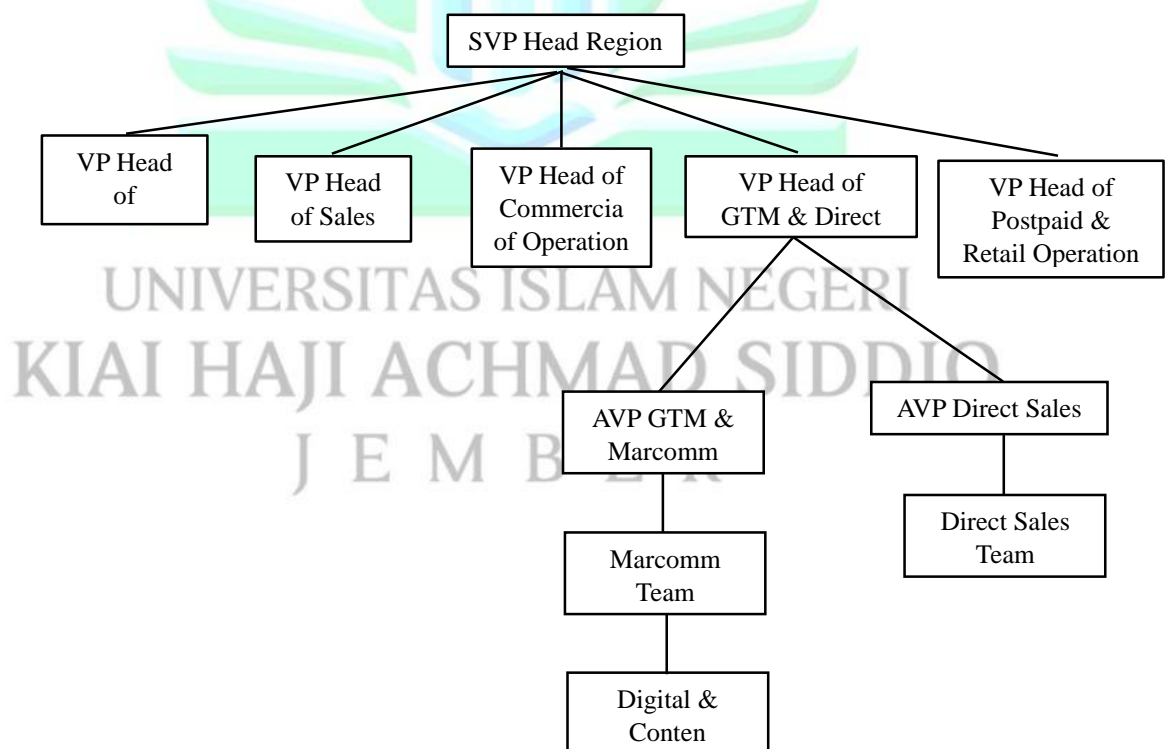 SVP Head Region
VP Head
of
VP Head
of Sales
VP Head of
Commercia
of Operation
VP Head of
GTM & Direct
VP Head of
Postpaid &
Retail Operation
UNIVERSITAS ISLAM NEGERI
KIAI HAJI ACHMAD SIDDIQ
JEMBER
AVP GTM &
Marcomm
AVP Direct Sales
Marcomm
Team
Direct Sales
Team
Digital &
Conten